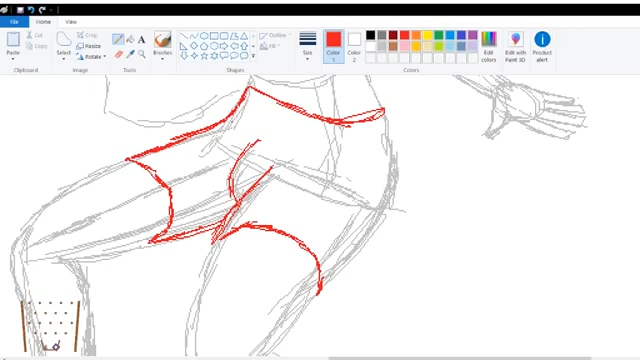 File Home View
Paste Cut Copy Clipboard
Select Crop Resize Rotate Image
Tools
Brushes
Shapes Outline Fill
Size
Color 1 Color 2 Colors
Edit colors
Edit with Paint 3D
Product alert